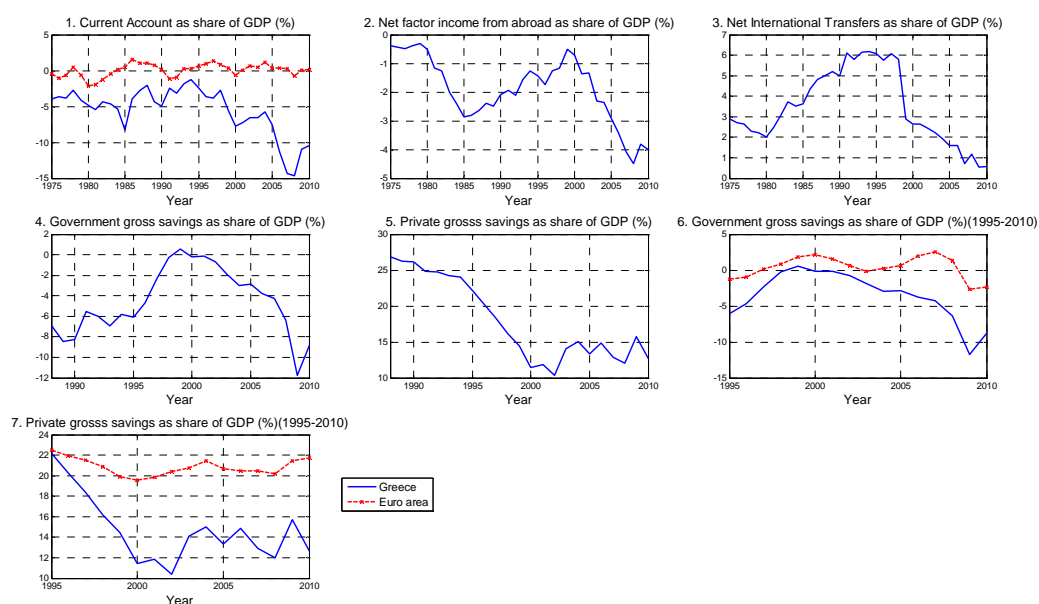 1. Current Account as share of GDP (%)
5
0
-5
-10
-15
1975 1980 1985 1990 1995 2000 2005 2010
Year
2. Net factor income from abroad as share of GDP (%)
0
-1
-2
-3
-4
-5
1975 1980 1985 1990 1995 2000 2005 2010
Year
3. Net International Transfers as share of GDP (%)
7
6
5
4
3
2
1
0
1975 1980 1985 1990 1995 2000 2005 2010
Year
4. Government gross savings as share of GDP (%)
2
0
-2
-4
-6
-8
-10
-12
1990 1995 2000 2005 2010
Year
5. Private grosss savings as share of GDP (%)
30
25
20
15
10
1990 1995 2000 2005 2010
Year
6. Government gross savings as share of GDP (%)(1995-2010)
5
0
-5
-10
-15
1995 2000 2005 2010
Year
7. Private grosss savings as share of GDP (%)(1995-2010)
24
22
20
18
16
14
12
10
1995 2000 2005 2010
Year
Greece
Euro area